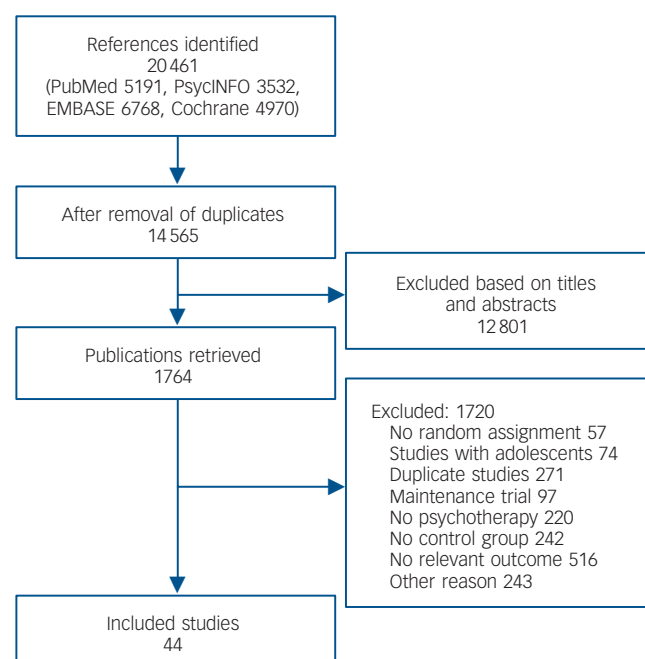 References identified
20 461
(PubMed 5191, PsycINFO 3532,
EMBASE 6768, Cochrane 4970)
After removal of duplicates
14 565
Excluded based on titles
and abstracts
12 801
Publications retrieved
1764
Excluded: 1720
No random assignment 57
Studies with adolescents 74
Duplicate studies 271
Maintenance trial 97
No psychotherapy 220
No control group 242
No relevant outcome 516
Other reason 243
Included studies
44